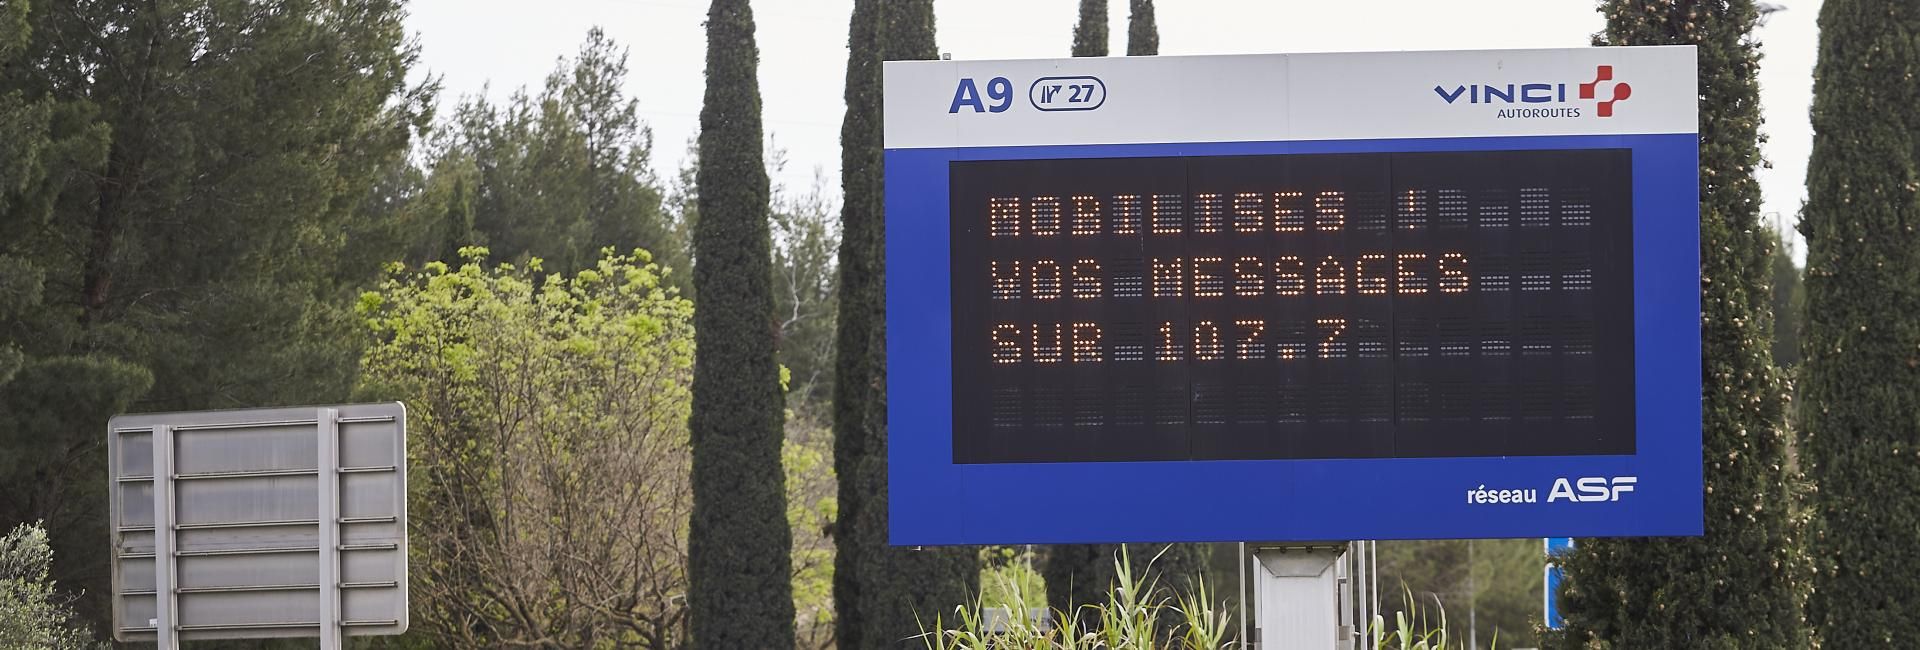 A9 27
VINCI
AUTOROUTES
MOBILISES !
VOS MESSAGES
SUR 107.7
réseau ASF